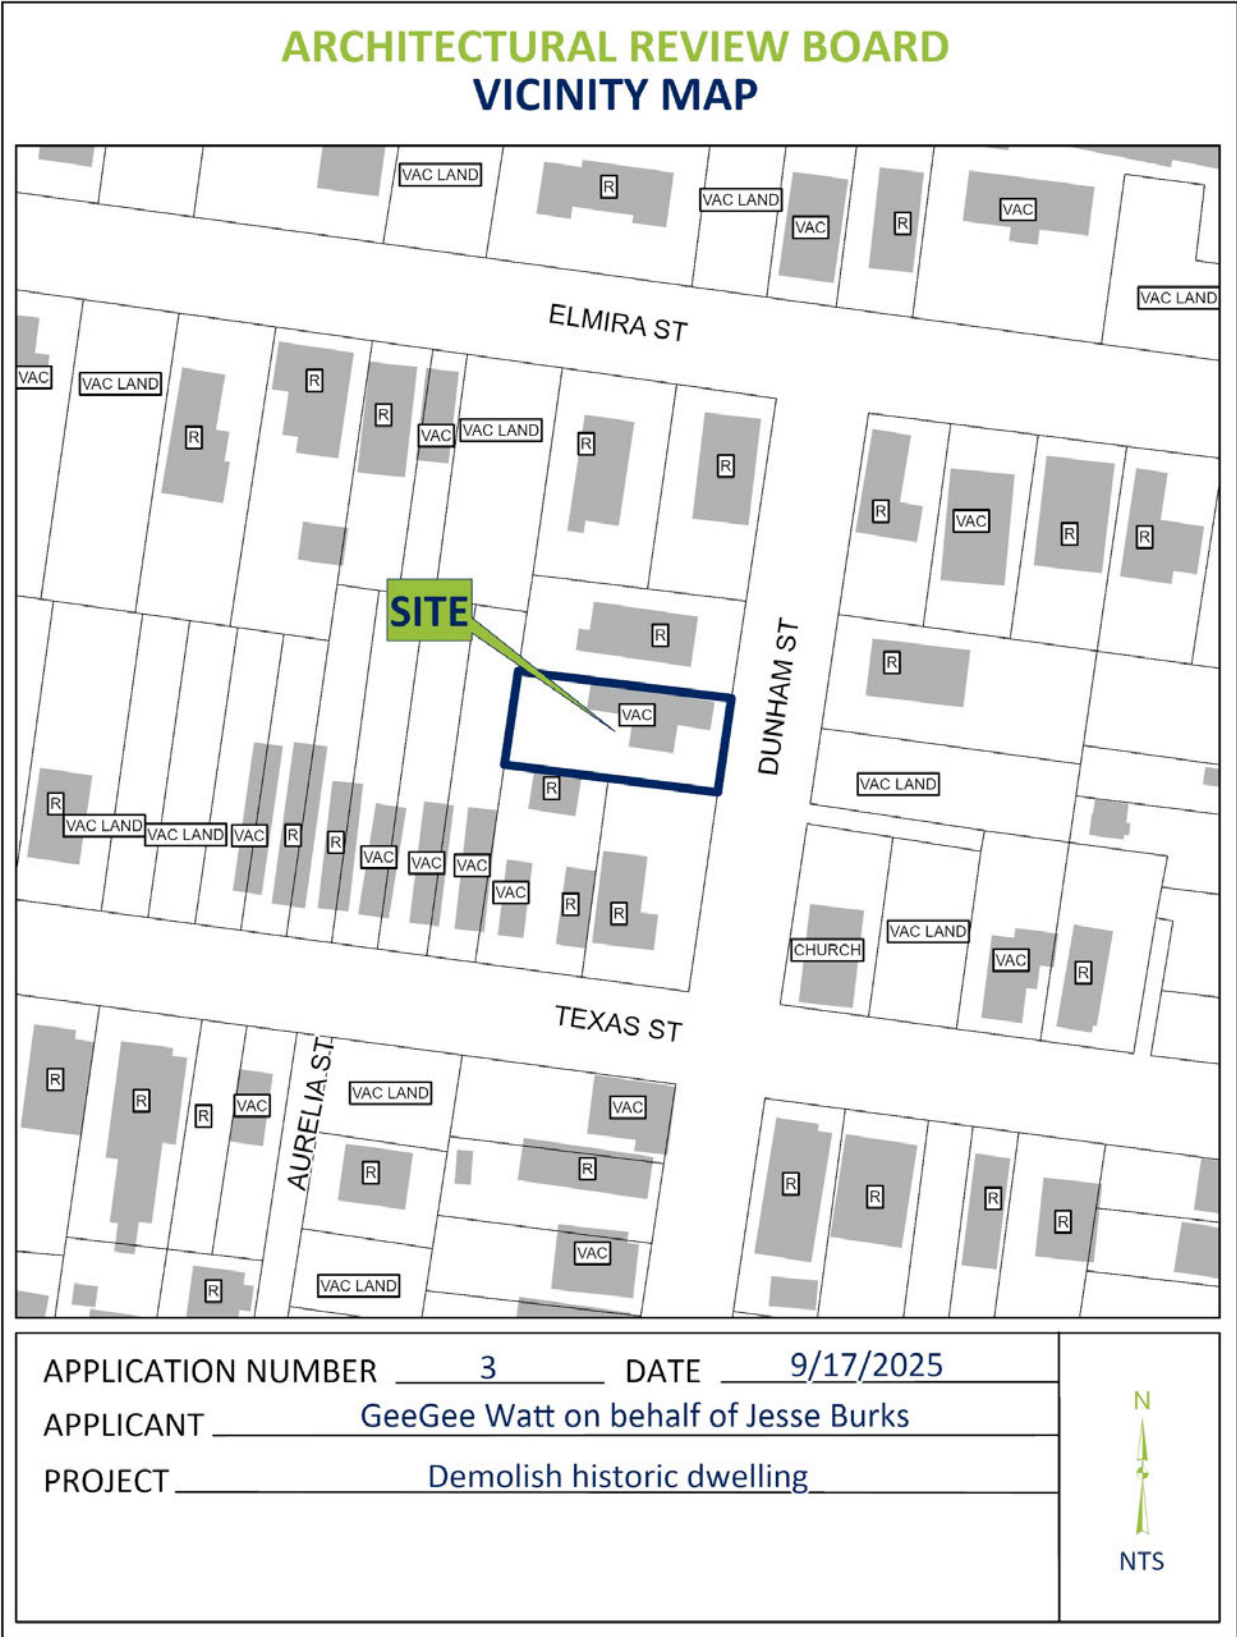 ARCHITECTURAL REVIEW BOARD
VICINITY MAP
VAC LAND
R
VAC LAND
VAC
R
VAC
VAC LAND
ELMIRA ST
VAC
VAC LAND
R
R
R
VAC
VAC LAND
R
R
R
VAC
R
R
SITE
R
DUNHAM ST
R
VAC
VAC LAND
R
R
VAC LAND
VAC LAND
VAC
R
R
VAC
VAC
VAC
VAC
R
R
CHURCH
VAC LAND
VAC
R
TEXAS ST
R
R
R
VAC
AURELIA ST
VAC LAND
VAC
R
R
VAC
VAC LAND
R
R
R
R
R
APPLICATION NUMBER 3 DATE 9/17/2025
APPLICANT GeeGee Watt on behalf of Jesse Burks
PROJECT Demolish historic dwelling
N
NTS